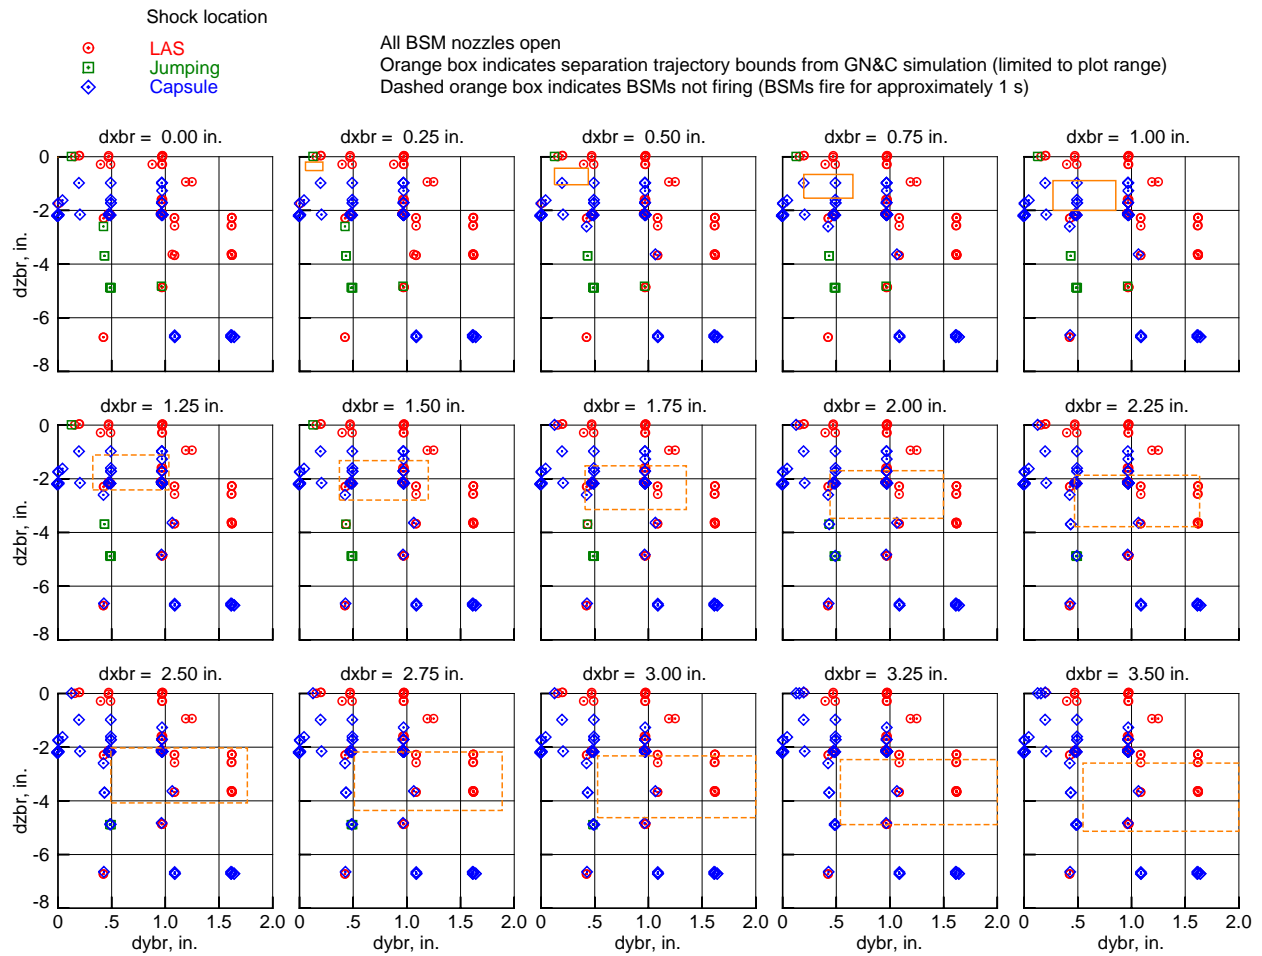 Shock location
LAS
Jumping
Capsule
All BSM nozzles open
Orange box indicates separation trajectory bounds from GN&C simulation (limited to plot range)
Dashed orange box indicates BSMs not firing (BSMs fire for approximately 1 s)
dxbr = 0.00 in.
dxbr = 0.25 in.
dxbr = 0.50 in.
dxbr = 0.75 in.
dxbr = 1.00 in.
0
-2
-4
-6
-8
dzbr, in.
dxbr = 1.25 in.
dxbr = 1.50 in.
dxbr = 1.75 in.
dxbr = 2.00 in.
dxbr = 2.25 in.
0
-2
-4
-6
-8
dzbr, in.
dxbr = 2.50 in.
dxbr = 2.75 in.
dxbr = 3.00 in.
dxbr = 3.25 in.
dxbr = 3.50 in.
0
-2
-4
-6
-8
dzbr, in.
0 .5 1.0 1.5 2.0
0 .5 1.0 1.5 2.0
0 .5 1.0 1.5 2.0
0 .5 1.0 1.5 2.0
0 .5 1.0 1.5 2.0
dybr, in.
dybr, in.
dybr, in.
dybr, in.
dybr, in.